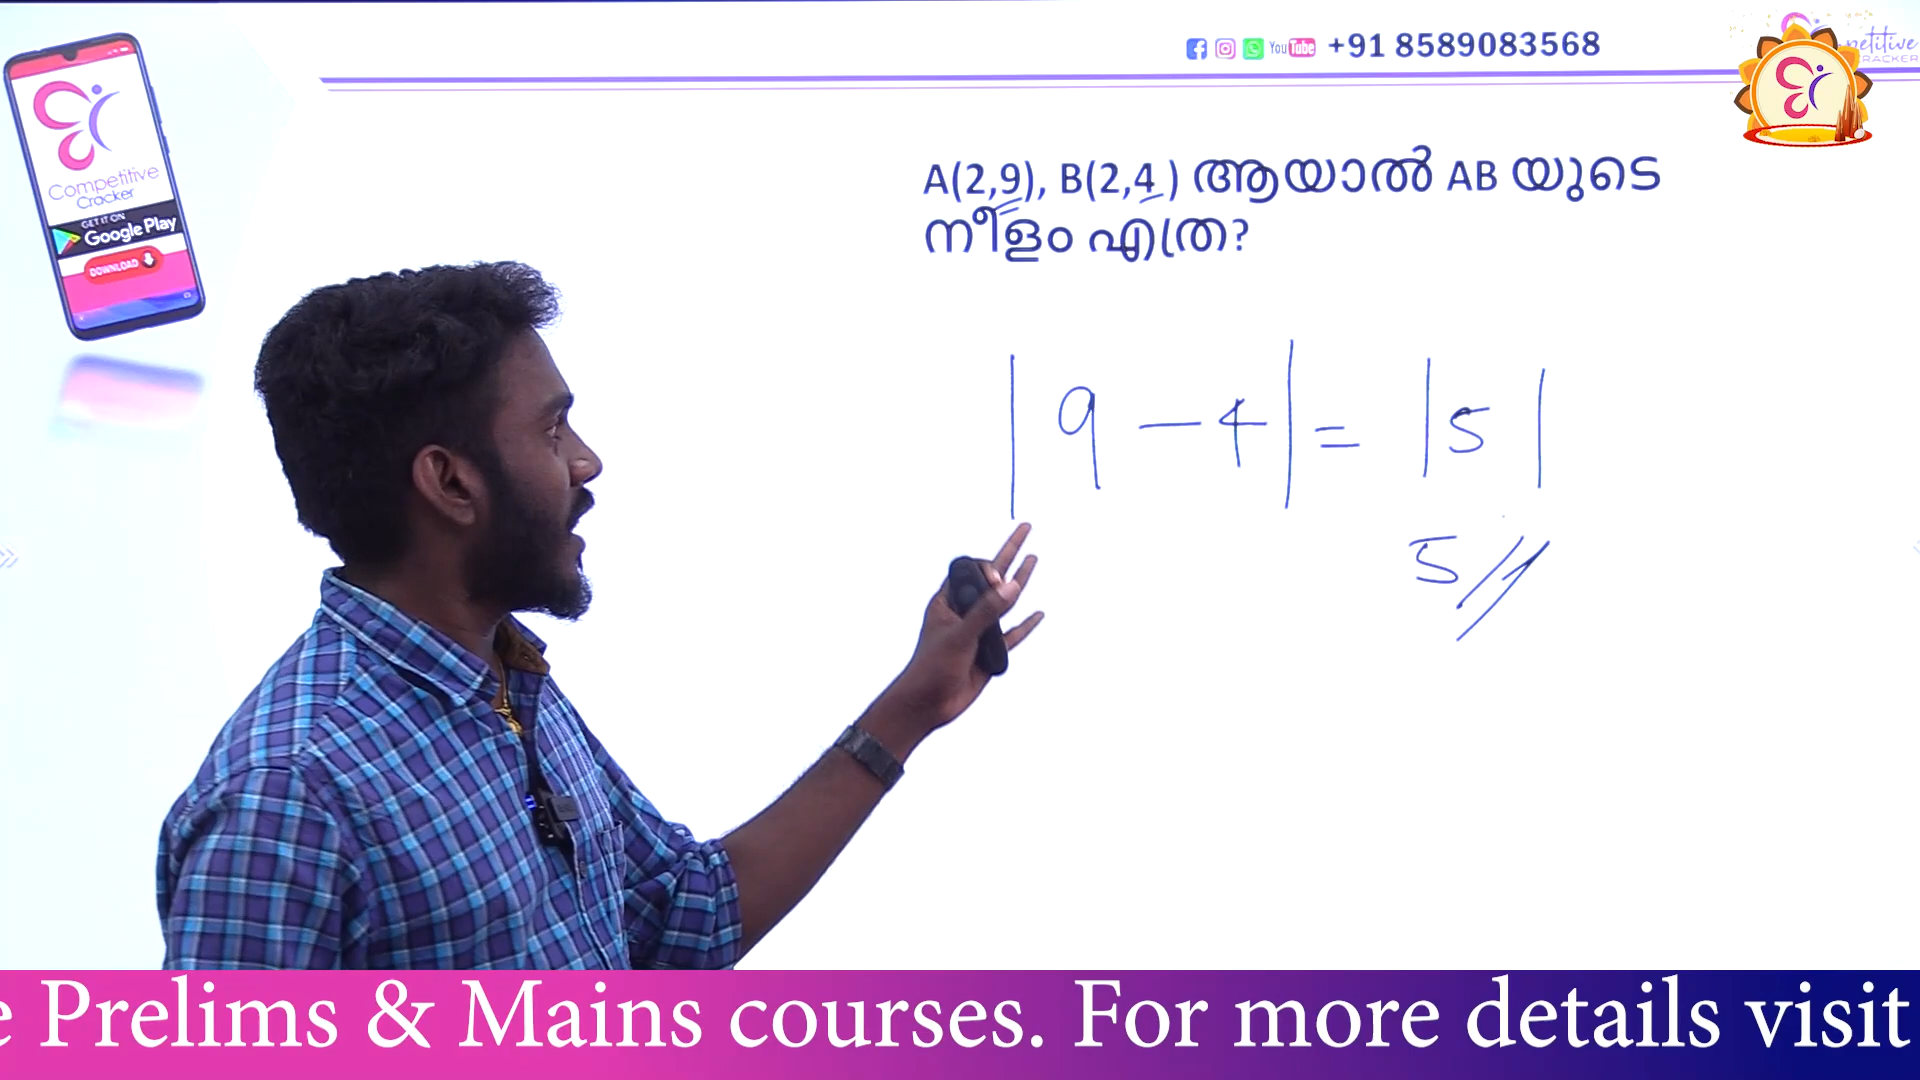 YouTube +91 8589083568
Competitive
Cracker
GET IT ON
Google Play
DOWNLOAD
A(2,9), B(2,4 ) ആയാൽ AB യുടെ
നീളം എത്ര?
|9 - 4| = |5|
5
e Prelims & Mains courses. For more details visit